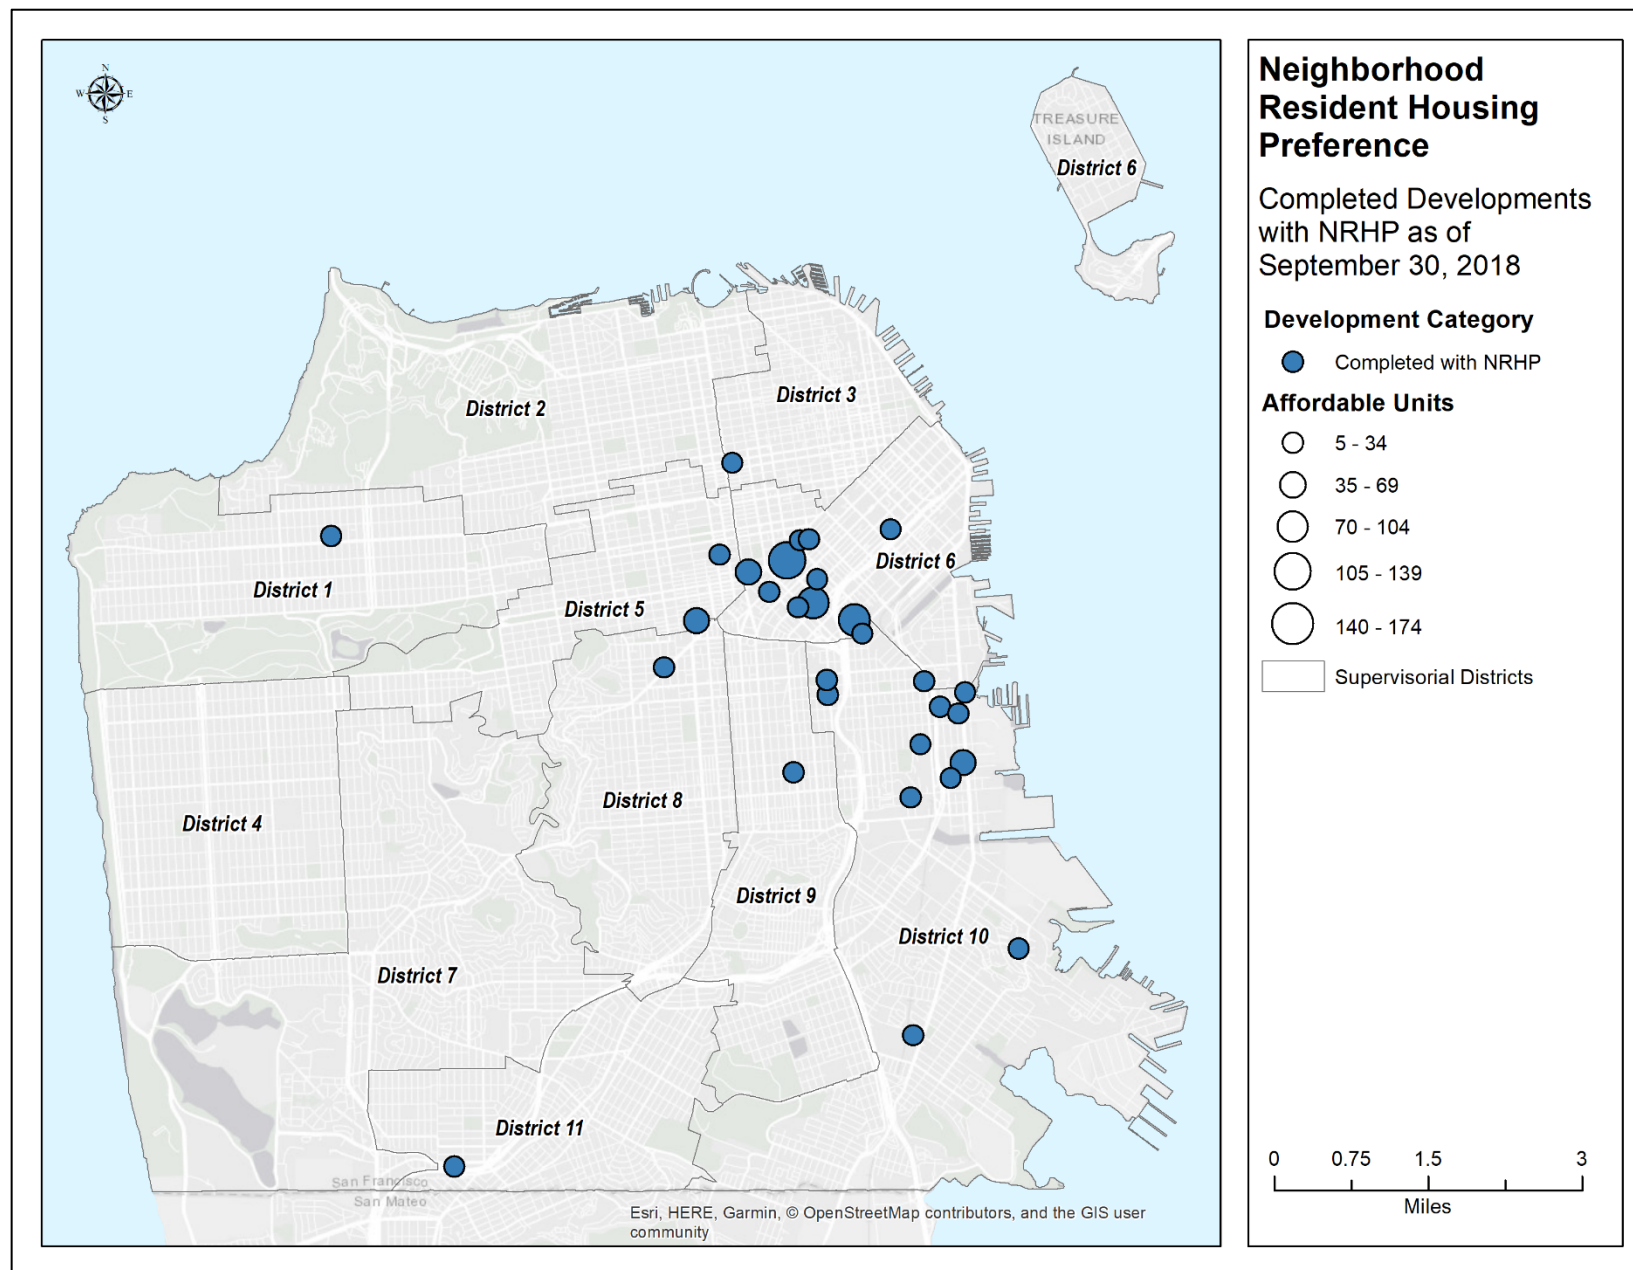 N
W
E
S
TREASURE
ISLAND
District 6
District 3
District 2
District 6
District 1
District 5
District 8
District 4
District 9
District 10
District 7
District 11
San Francisco
San Mateo
Esri, HERE, Garmin, © OpenStreetMap contributors, and the GIS user
community
Neighborhood
Resident Housing
Preference
Completed Developments
with NRHP as of
September 30, 2018
Development Category
Completed with NRHP
Affordable Units
5 - 34
35 - 69
70 - 104
105 - 139
140 - 174
Supervisorial Districts
0 0.75 1.5 3
Miles